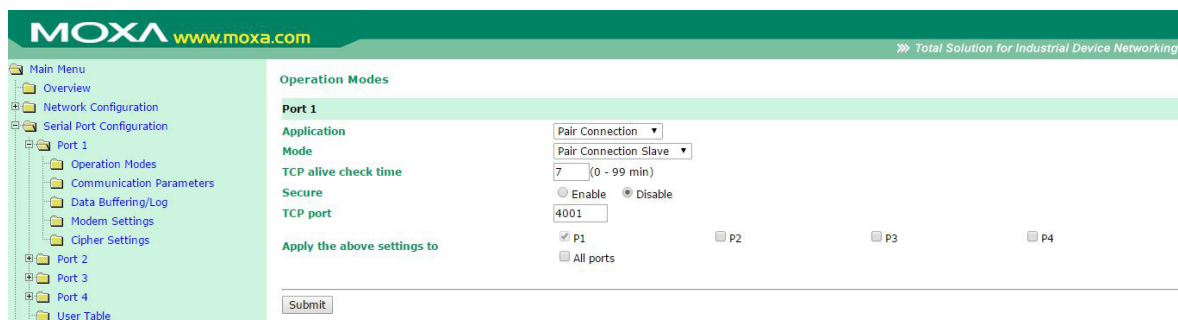 MOXA www.moxa.com
Total Solution for Industrial Device Networking
Main Menu
Overview
Network Configuration
Serial Port Configuration
Port 1
Operation Modes
Communication Parameters
Data Buffering/Log
Modem Settings
Cipher Settings
Port 2
Port 3
Port 4
User Table
Operation Modes
Port 1
Application Pair Connection
Mode Pair Connection Slave
TCP alive check time 7 (0 - 99 min)
Secure Enable Disable
TCP port 4001
Apply the above settings to P1 P2 P3 P4
All ports
Submit